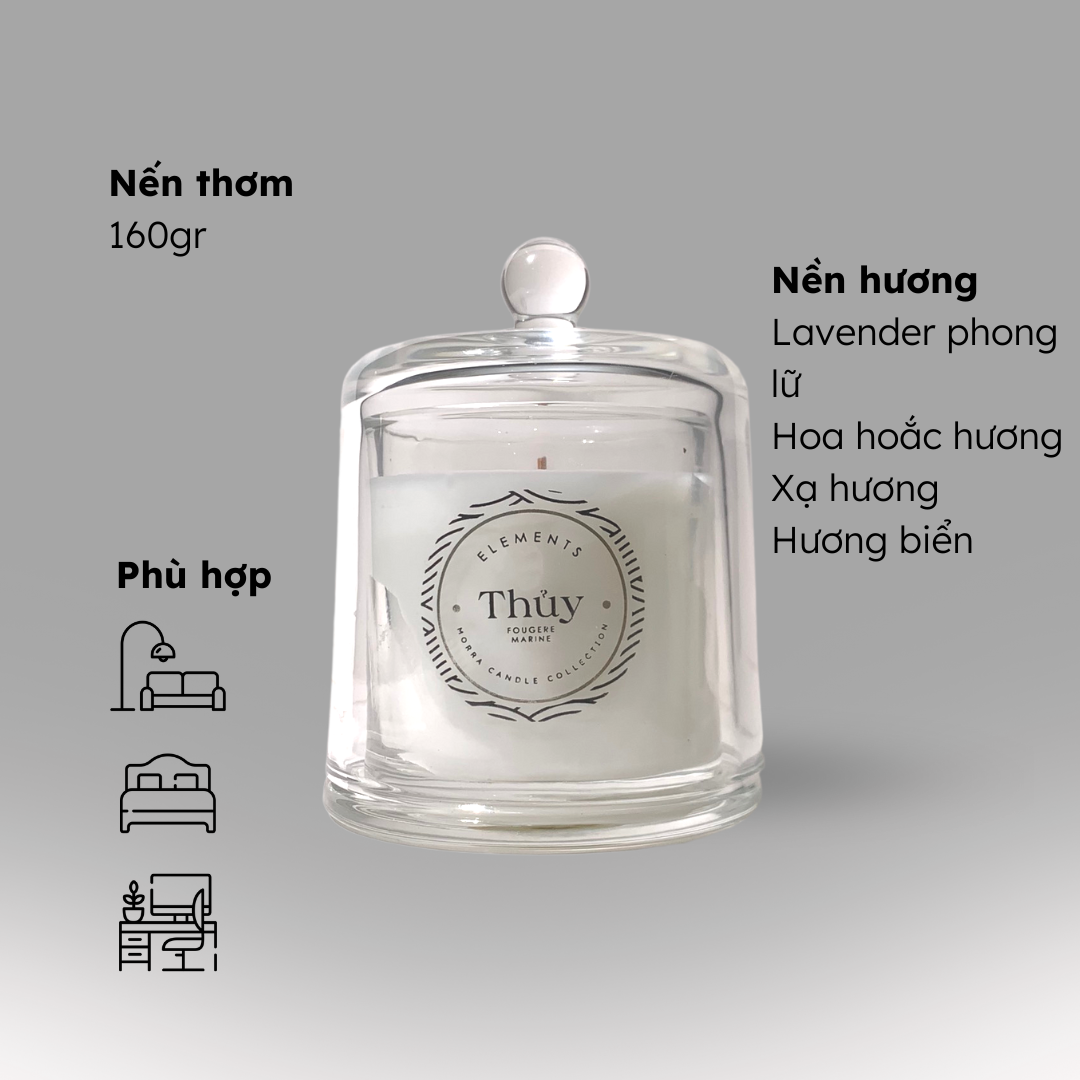 Nến thơm
160gr
Nền hương
Lavender phong
lữ
Hoa hoắc hương
Xạ hương
Hương biển
Phù hợp
ELEMENTS
Thủy
FOUGERE
MARINE
MORRA CANDLE COLLECTION